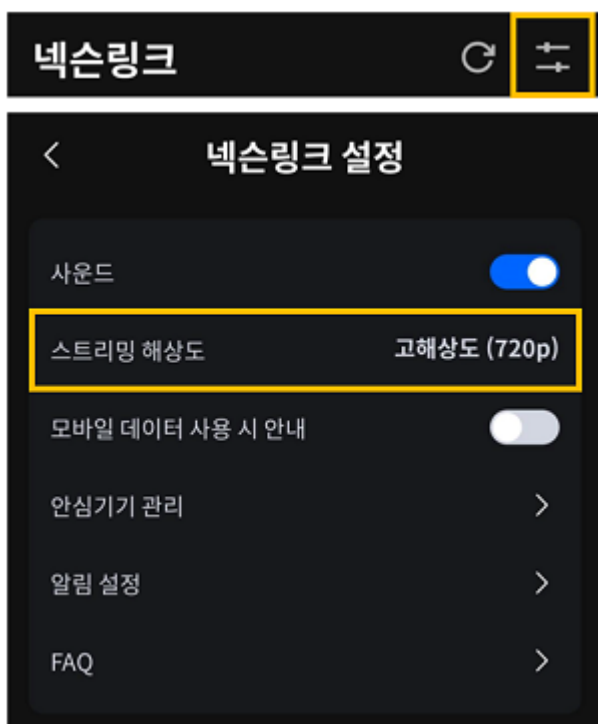 넥슨링크
넥슨링크 설정
사운드
스트리밍 해상도 고해상도 (720p)
모바일 데이터 사용 시 안내
안심기기 관리
알림 설정
FAQ